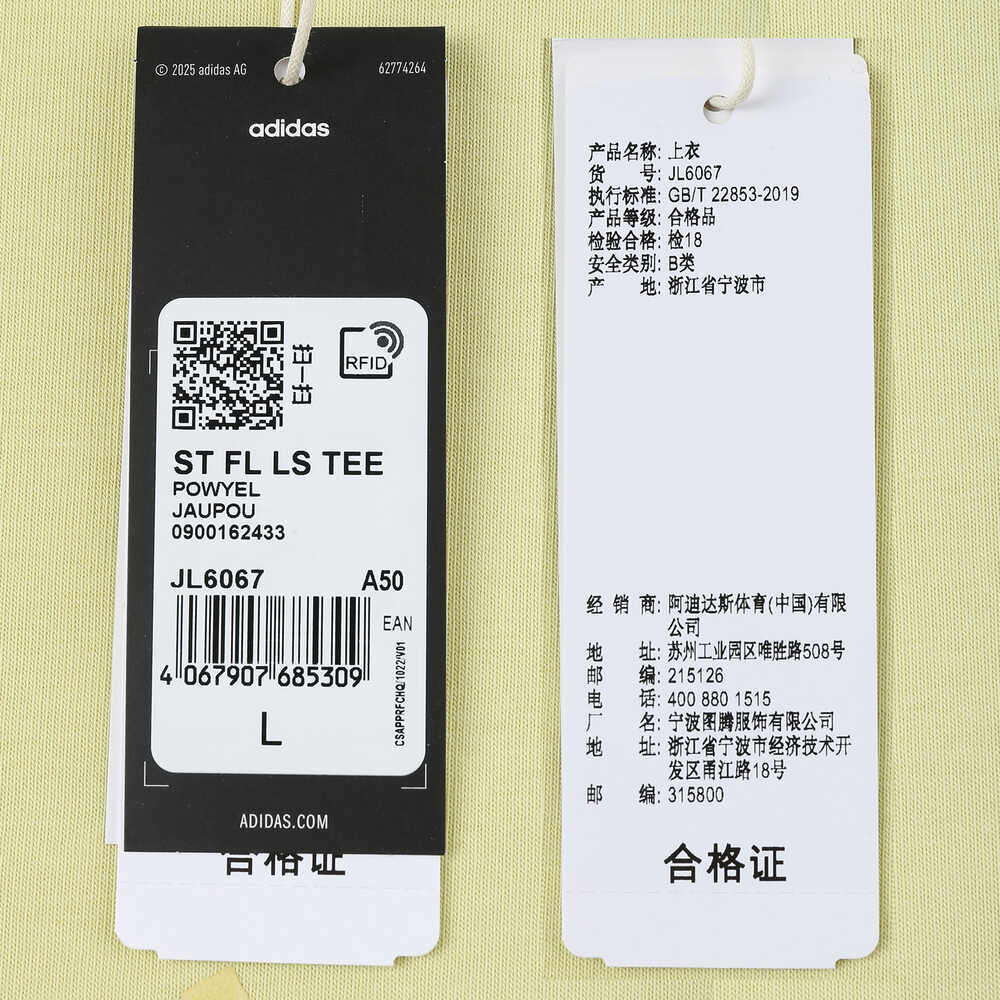 © 2025 adidas AG
62774264
adidas
扫一扫
RFID
ST FL LS TEE
POWYEL
JAUPOU
0900162433
JL6067 A50
EAN
4 067907 685309
CSAPPRFCHQ/1022/V01
L
ADIDAS.COM
合格证
产品名称: 上衣
货 号: JL6067
执行标准: GB/T 22853-2019
产品等级: 合格品
检验合格: 检18
安全类别: B类
产 地: 浙江省宁波市
经 销 商: 阿迪达斯体育(中国)有限
公司
地 址: 苏州工业园区唯胜路508号
邮 编: 215126
电 话: 400 880 1515
厂 名: 宁波图腾服饰有限公司
地 址: 浙江省宁波市经济技术开
发区甬江路18号
邮 编: 315800
合格证